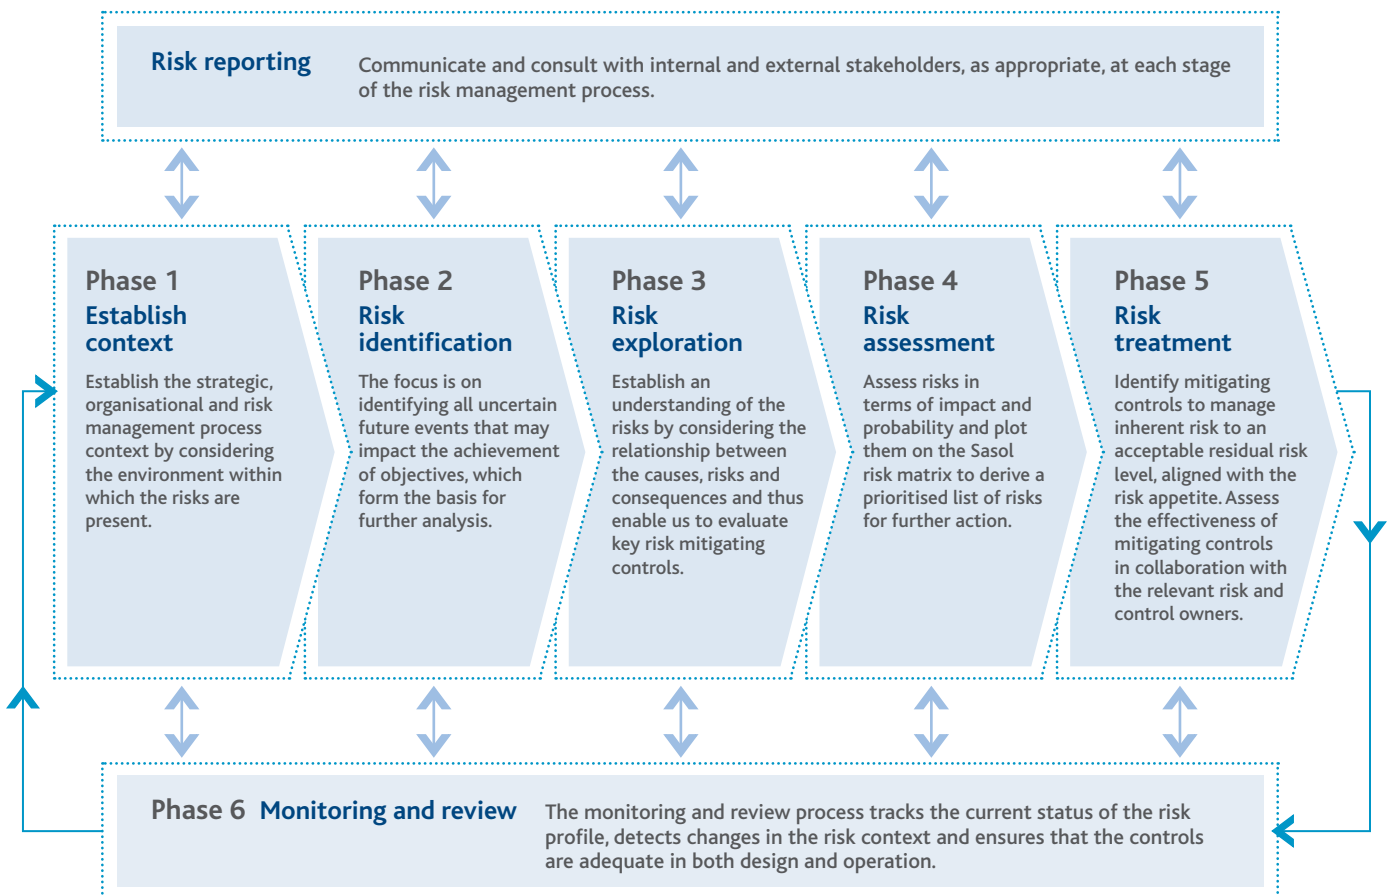 Risk reporting
Communicate and consult with internal and external stakeholders, as appropriate, at each stage
of the risk management process.
Phase 1
Establish
context
Establish the strategic,
organisational and risk
management process
context by considering
the environment within
which the risks are
present.
Phase 2
Risk
identification
The focus is on
identifying all uncertain
future events that may
impact the achievement
of objectives, which
form the basis for
further analysis.
Phase 3
Risk
exploration
Establish an
understanding of the
risks by considering the
relationship between
the causes, risks and
consequences and thus
enable us to evaluate
key risk mitigating
controls.
Phase 4
Risk
assessment
Assess risks in
terms of impact and
probability and plot
them on the Sasol
risk matrix to derive a
prioritised list of risks
for further action.
Phase 5
Risk
treatment
Identify mitigating
controls to manage
inherent risk to an
acceptable residual risk
level, aligned with the
risk appetite. Assess
the effectiveness of
mitigating controls
in collaboration with
the relevant risk and
control owners.
Phase 6 Monitoring and review
The monitoring and review process tracks the current status of the risk
profile, detects changes in the risk context and ensures that the controls
are adequate in both design and operation.